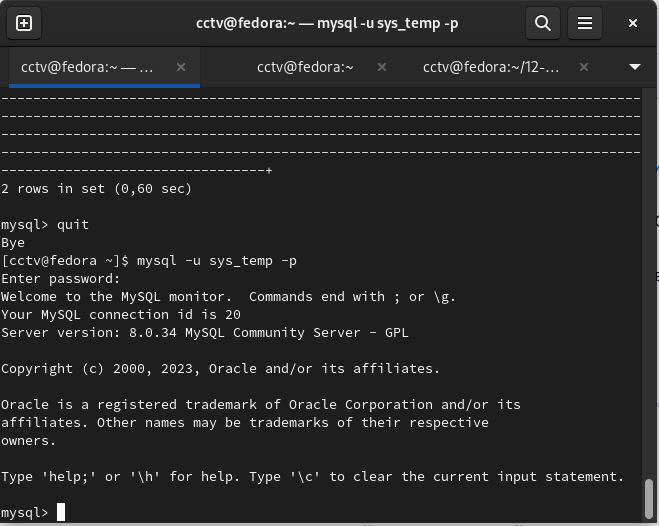 cctv@fedora:~ — mysql -u sys_temp -p
cctv@fedora:~ — ...
cctv@fedora:~
cctv@fedora:~/12-...
2 rows in set (0,60 sec)
mysql> quit
Bye
[cctv@fedora ~]$ mysql -u sys_temp -p
Enter password:
Welcome to the MySQL monitor.  Commands end with ; or \g.
Your MySQL connection id is 20
Server version: 8.0.34 MySQL Community Server - GPL
Copyright (c) 2000, 2023, Oracle and/or its affiliates.
Oracle is a registered trademark of Oracle Corporation and/or its
affiliates. Other names may be trademarks of their respective
owners.
Type 'help;' or '\h' for help. Type '\c' to clear the current input statement.
mysql>